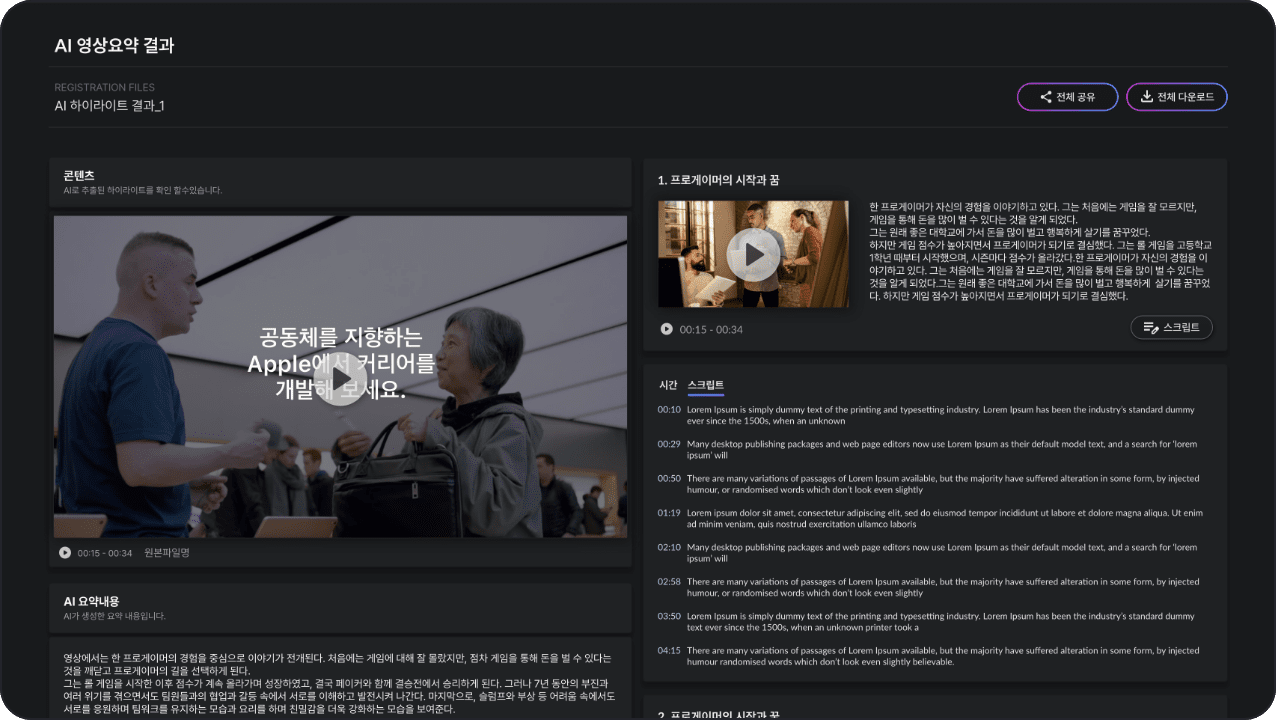 AI 영상요약 결과
REGISTRATION FILES
AI 하이라이트 결과_1
전체 공유
전체 다운로드
콘텐츠
AI로 추출된 하이라이트를 확인 할수있습니다.
공동체를 지향하는
Apple에서 커리어를
개발해 보세요.
00:15 - 00:34 원본파일명
AI 요약내용
AI가 생성한 요약 내용입니다.
영상에서는 한 프로게이머의 경험을 중심으로 이야기가 전개된다. 처음에는 게임에 대해 잘 몰랐지만, 점차 게임을 통해 돈을 벌 수 있다는
것을 깨닫고 프로게이머의 길을 선택하게 된다.
그는 롤 게임을 시작한 이후 점수가 계속 올라가며 성장하였고, 결국 페이커와 함께 결승전에서 승리하게 된다. 그러나 7년 동안의 부진과
여러 위기를 겪으면서도 팀원들과의 협업과 갈등 속에서 서로를 이해하고 발전시켜 나간다. 마지막으로, 슬럼프와 부상 등 어려움 속에서도
서로를 응원하며 팀워크를 유지하는 모습과 요리를 하며 친밀감을 더욱 강화하는 모습을 보여준다.
1. 프로게이머의 시작과 꿈
한 프로게이머가 자신의 경험을 이야기하고 있다. 그는 처음에는 게임을 잘 모르지만,
게임을 통해 돈을 많이 벌 수 있다는 것을 알게 되었다.
그는 원래 좋은 대학교에 가서 돈을 많이 벌고 행복하게 살기를 꿈꾸었다.
하지만 게임 점수가 높아지면서 프로게이머가 되기로 결심했다. 그는 롤 게임을 고등학교
1학년 때부터 시작했으며, 시즌마다 점수가 올라갔다.한 프로게이머가 자신의 경험을 이
야기하고 있다. 그는 처음에는 게임을 잘 모르지만, 게임을 통해 돈을 많이 벌 수 있다는
것을 알게 되었다.그는 원래 좋은 대학교에 가서 돈을 많이 벌고 행복하게 살기를 꿈꾸었
다. 하지만 게임 점수가 높아지면서 프로게이머가 되기로 결심했다.
00:15 - 00:34
스크립트
시간 스크립트
00:10 Lorem Ipsum is simply dummy text of the printing and typesetting industry. Lorem Ipsum has been the industry's standard dummy
ever since the 1500s, when an unknown
00:29 Many desktop publishing packages and web page editors now use Lorem Ipsum as their default model text, and a search for 'lorem
ipsum' will
00:50 There are many variations of passages of Lorem Ipsum available, but the majority have suffered alteration in some form, by injected
humour, or randomised words which don't look even slightly
01:19 Lorem ipsum dolor sit amet, consectetur adipiscing elit, sed do eiusmod tempor incididunt ut labore et dolore magna aliqua. Ut enim
ad minim veniam, quis nostrud exercitation ullamco laboris
02:10 Many desktop publishing packages and web page editors now use Lorem Ipsum as their default model text, and a search for 'lorem
ipsum' will
02:58 There are many variations of passages of Lorem Ipsum available, but the majority have suffered alteration in some form, by injected
humour, or randomised words which don't look even slightly
03:50 Lorem Ipsum is simply dummy text of the printing and typesetting industry. Lorem Ipsum has been the industry's standard dummy
text ever since the 1500s, when an unknown printer took a
04:15 There are many variations of passages of Lorem Ipsum available, but the majority have suffered alteration in some form, by injected
humour randomised words which don't look even slightly believable.
2. 프로게이머의 시작과 꿈